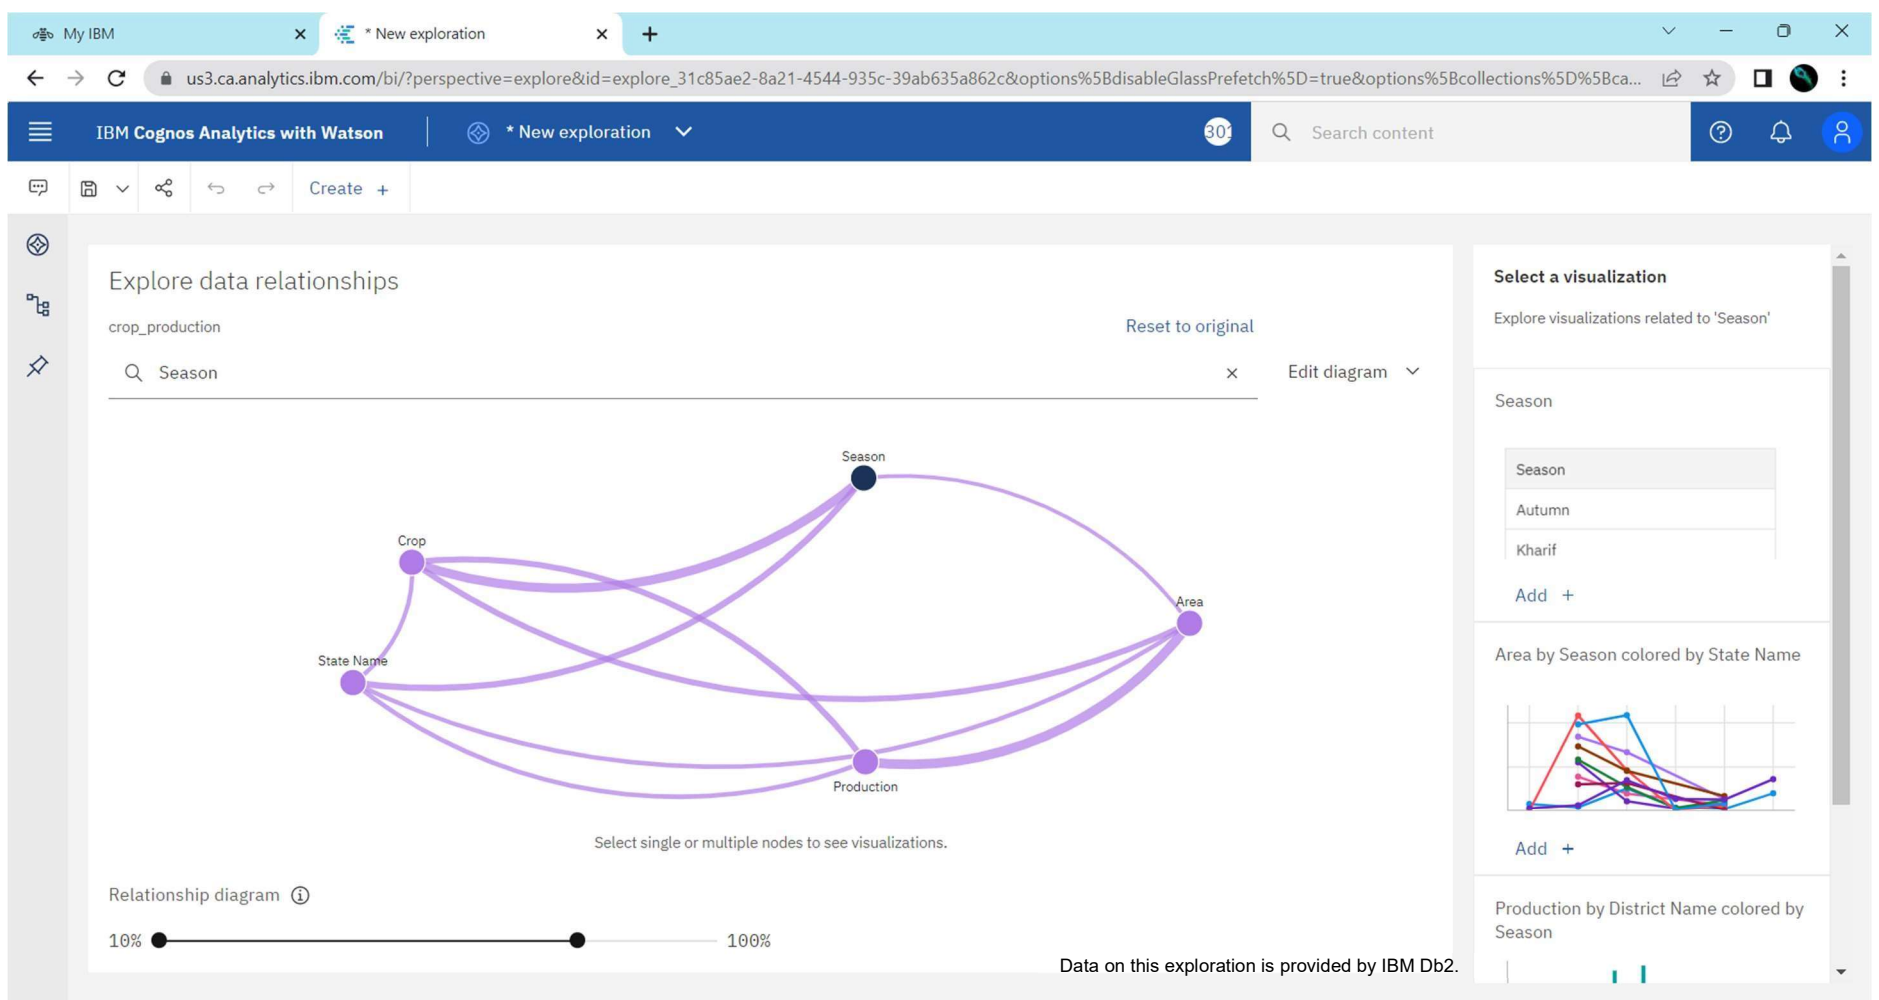 My IBM
* New exploration
us3.ca.analytics.ibm.com/bi/?perspective=explore&id=explore_31c85ae2-8a21-4544-935c-39ab635a862c&options%5BdisableGlassPrefetch%5D=true&options%5Bcollections%5D%5Bca...
IBM Cognos Analytics with Watson
* New exploration
301
Search content
Create +
Explore data relationships
crop_production
Reset to original
Season
Edit diagram
Season
Crop
Area
State Name
Production
Select single or multiple nodes to see visualizations.
Relationship diagram
10%
100%
Data on this exploration is provided by IBM Db2.
Select a visualization
Explore visualizations related to 'Season'
Season
Season
Autumn
Kharif
Add +
Area by Season colored by State Name
Add +
Production by District Name colored by
Season